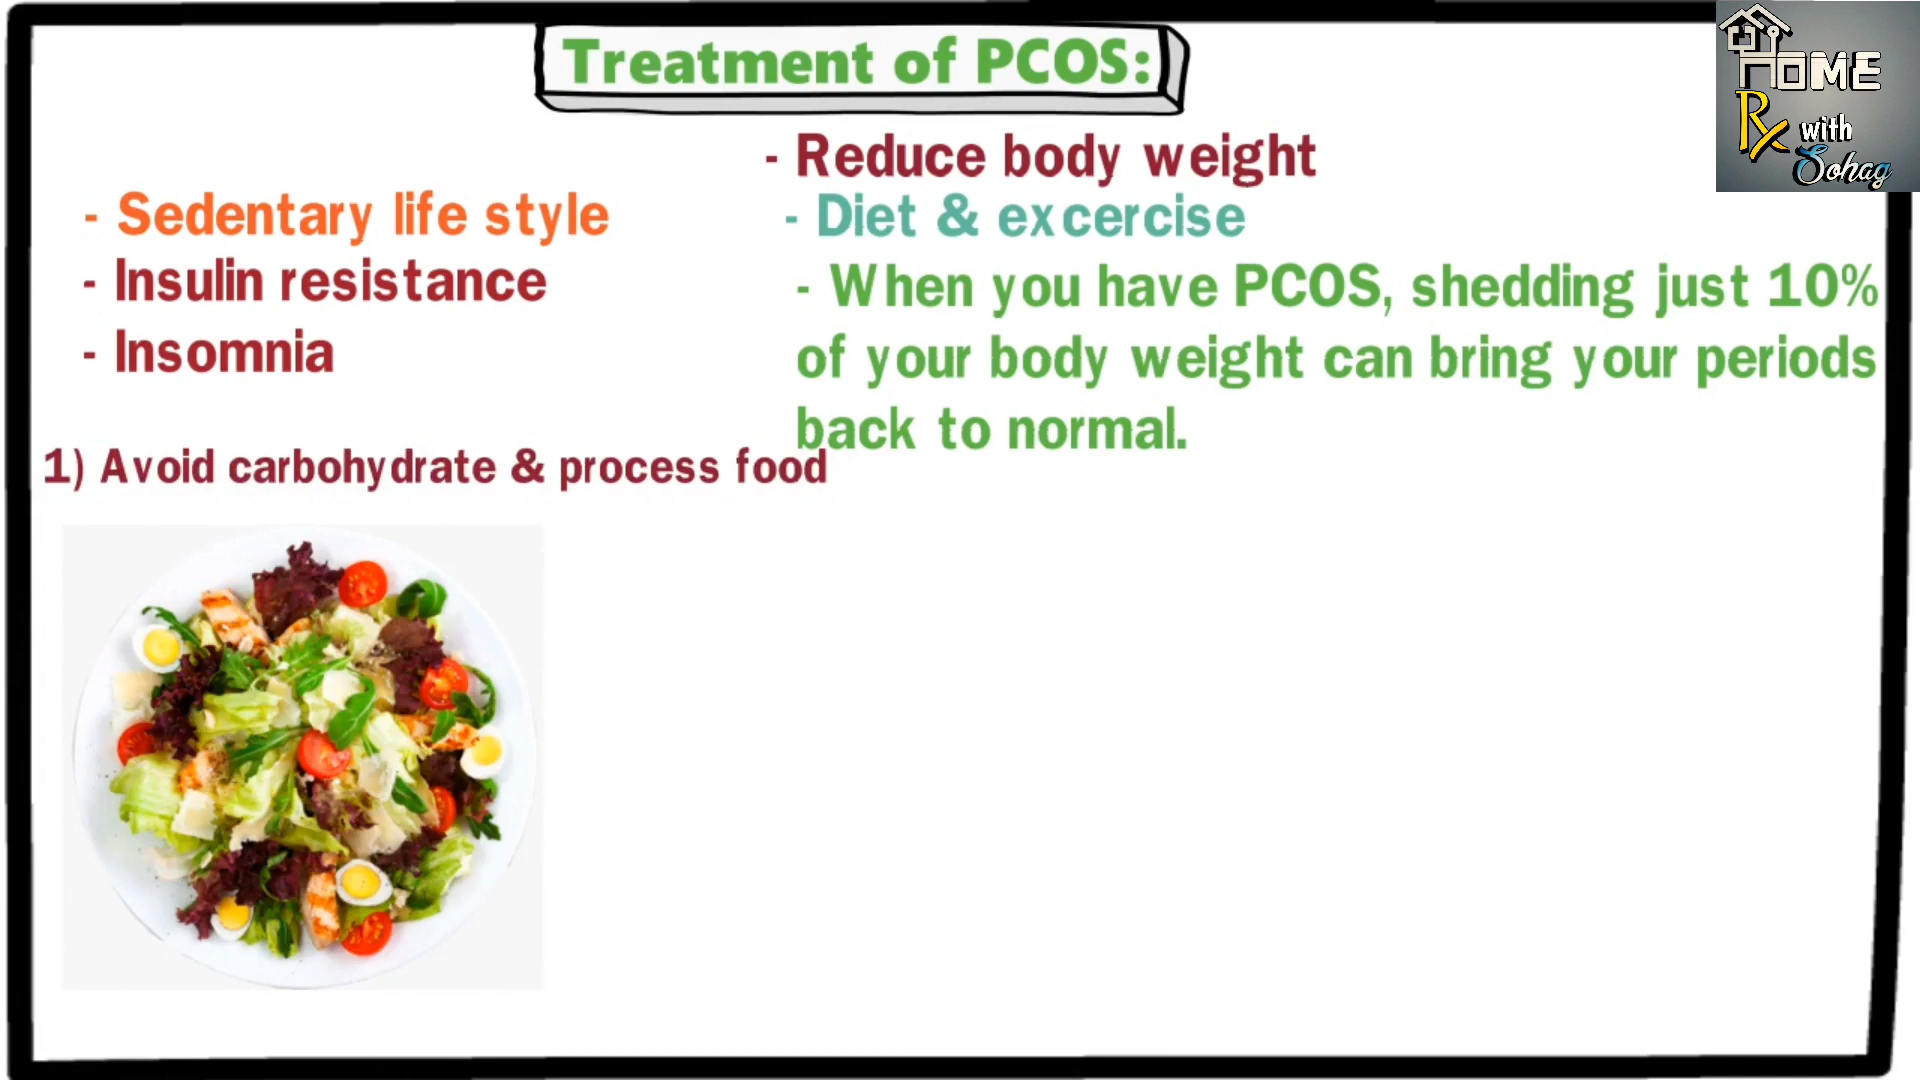 Treatment of PCOS:
HOME
Rx with
Sohag
- Reduce body weight
- Sedentary life style
- Diet & excercise
- Insulin resistance
- When you have PCOS, shedding just 10%
- Insomnia
of your body weight can bring your periods
back to normal.
1) Avoid carbohydrate & process food